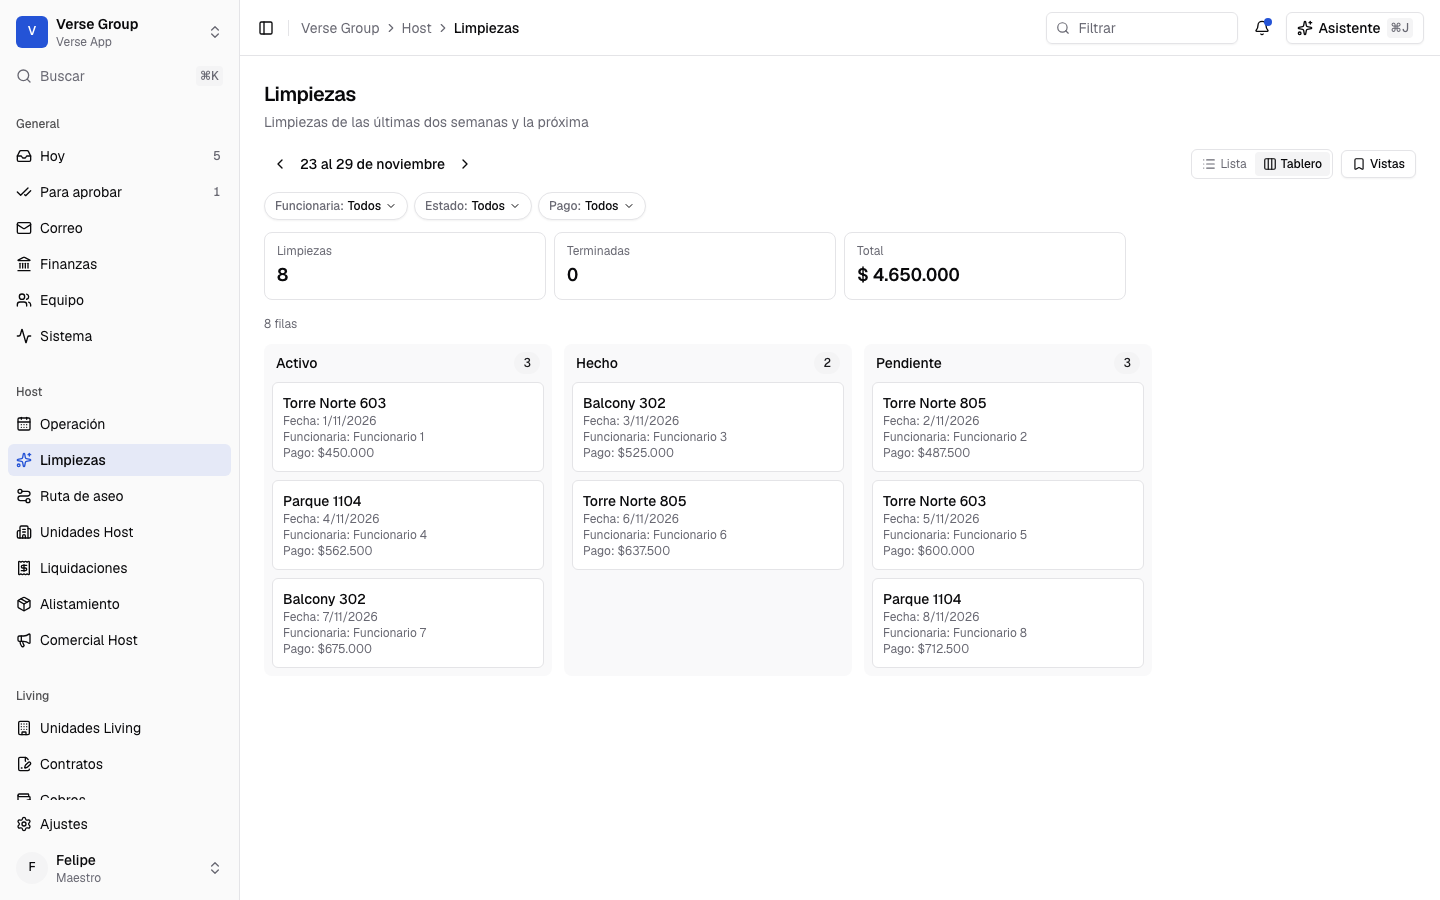 V
Verse Group
Verse App
Buscar ⌘K
General
Hoy 5
Para aprobar 1
Correo
Finanzas
Equipo
Sistema
Host
Operación
Limpiezas
Ruta de aseo
Unidades Host
Liquidaciones
Alistamiento
Comercial Host
Living
Unidades Living
Contratos
Cobros
Ajustes
F
Felipe
Maestro
Verse Group > Host > Limpiezas
Filtrar
Asistente ⌘J
Limpiezas
Limpiezas de las últimas dos semanas y la próxima
23 al 29 de noviembre
Lista Tablero Vistas
Funcionaria: Todos Estado: Todos Pago: Todos
Limpiezas
8
Terminadas
0
Total
$ 4.650.000
8 filas
Activo 3
Torre Norte 603
Fecha: 1/11/2026
Funcionaria: Funcionario 1
Pago: $450.000
Parque 1104
Fecha: 4/11/2026
Funcionaria: Funcionario 4
Pago: $562.500
Balcony 302
Fecha: 7/11/2026
Funcionaria: Funcionario 7
Pago: $675.000
Hecho 2
Balcony 302
Fecha: 3/11/2026
Funcionaria: Funcionario 3
Pago: $525.000
Torre Norte 805
Fecha: 6/11/2026
Funcionaria: Funcionario 6
Pago: $637.500
Pendiente 3
Torre Norte 805
Fecha: 2/11/2026
Funcionaria: Funcionario 2
Pago: $487.500
Torre Norte 603
Fecha: 5/11/2026
Funcionaria: Funcionario 5
Pago: $600.000
Parque 1104
Fecha: 8/11/2026
Funcionaria: Funcionario 8
Pago: $712.500